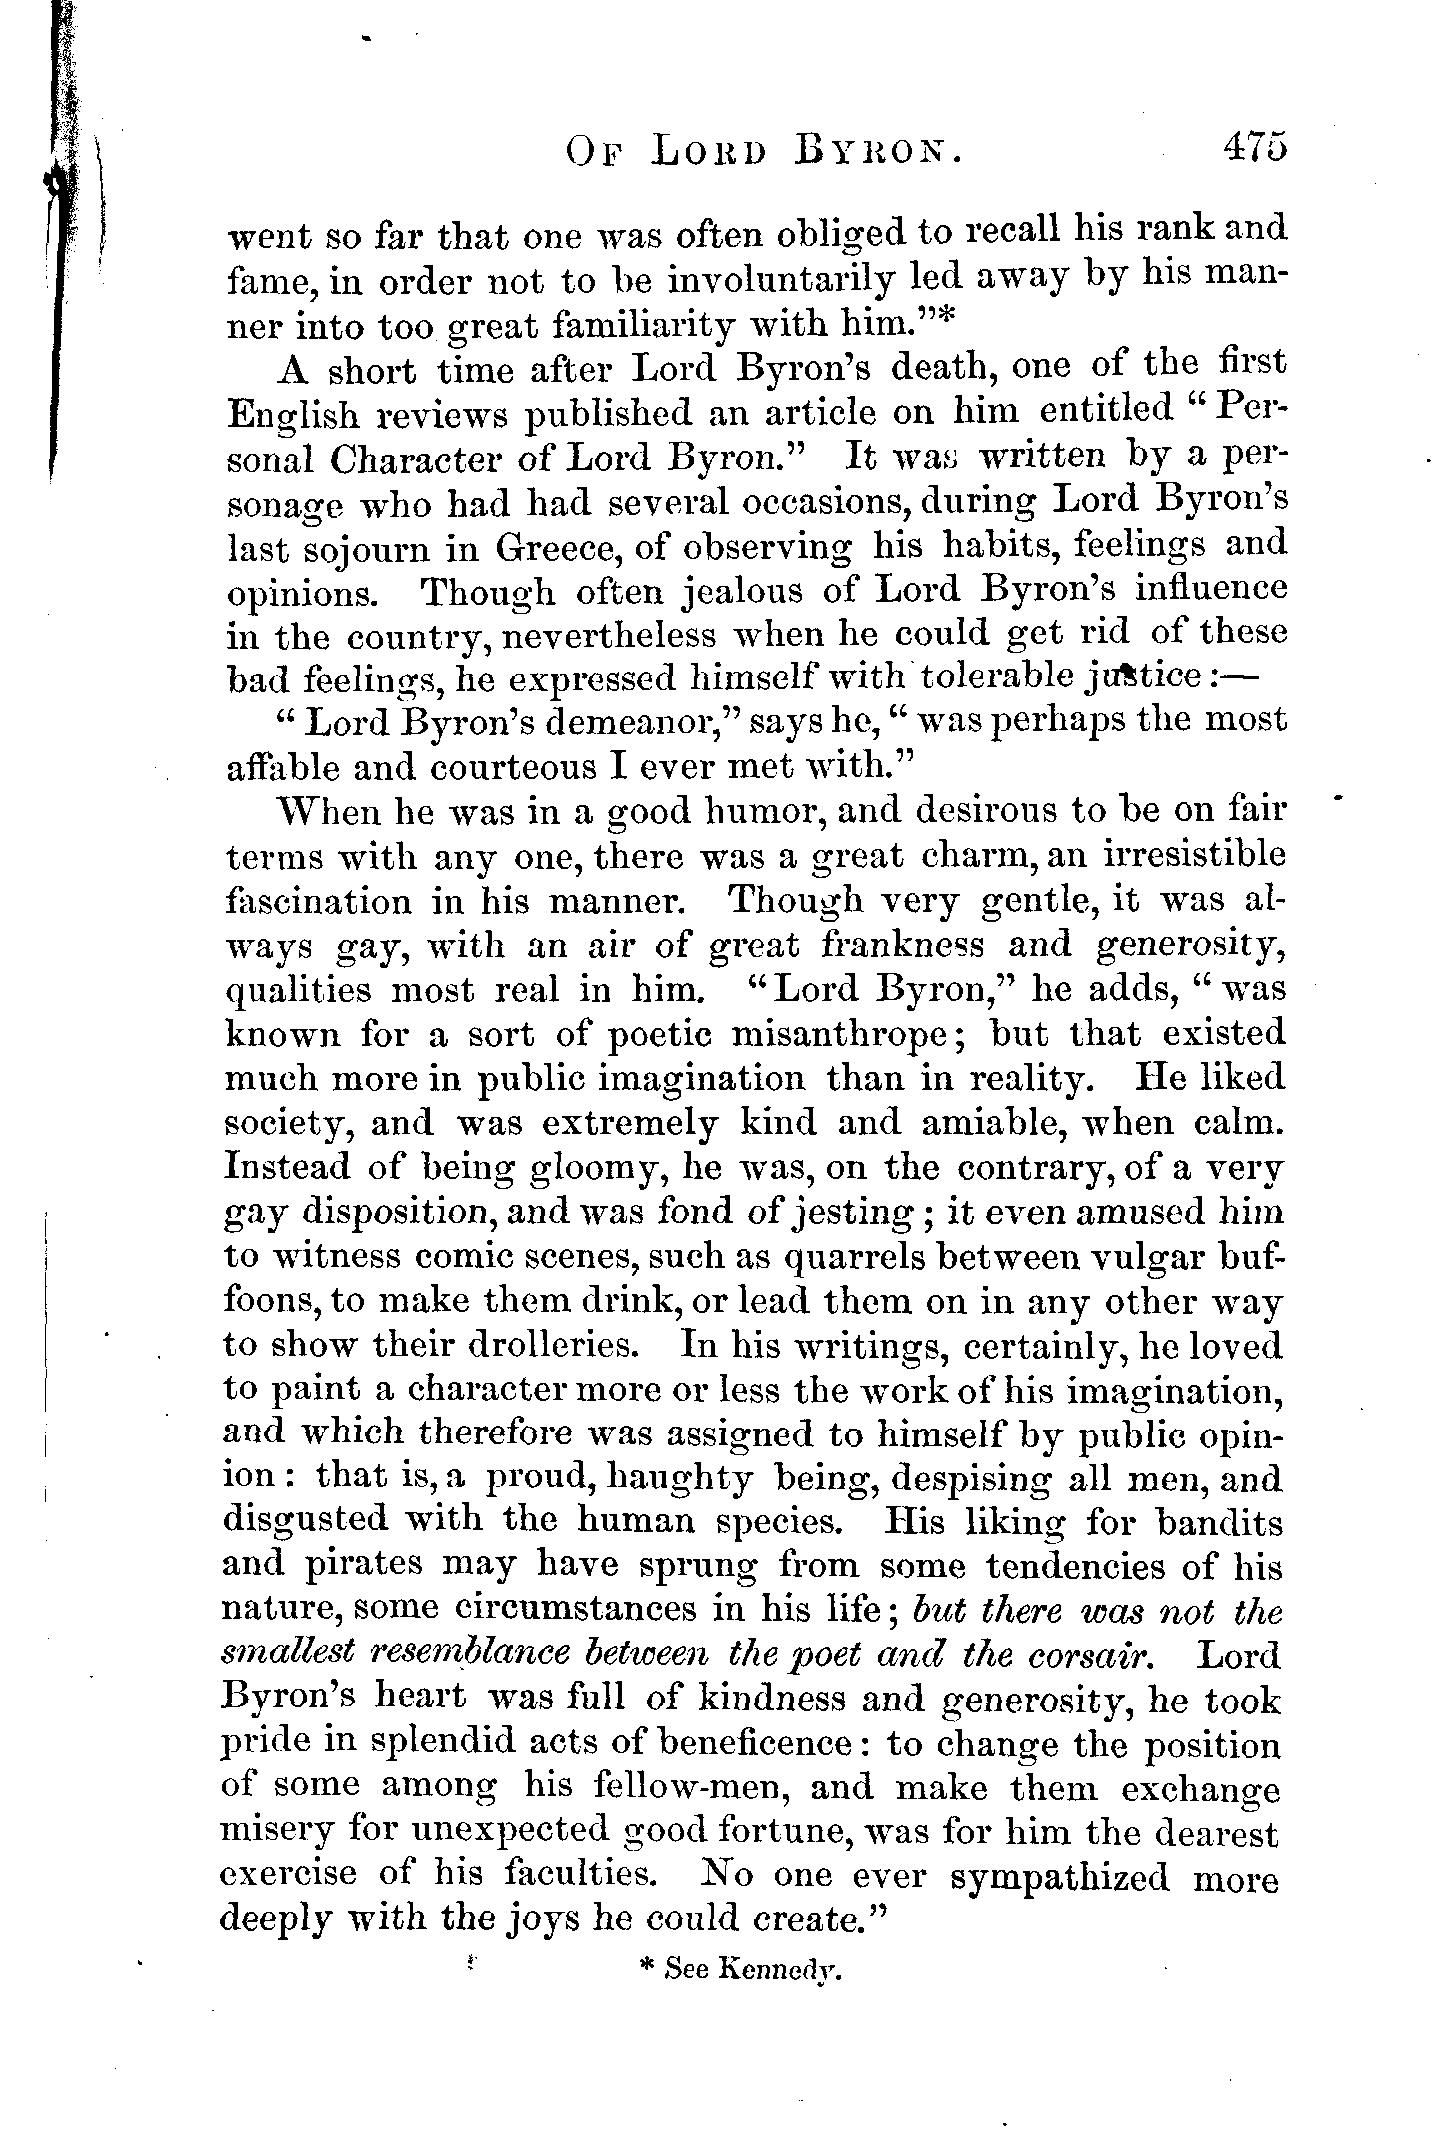 OF LORD BYRON. 475
went so far that one was often obliged to recall his rank and
fame, in order not to be involuntarily led away by his man-
ner into too great familiarity with him."*
A short time after Lord Byron's death, one of the first
English reviews published an article on him entitled "Per-
sonal Character of Lord Byron." It was written by a per-
sonage who had had several occasions, during Lord Byron's
last sojourn in Greece, of observing his habits, feelings and
opinions. Though often jealous of Lord Byron's influence
in the country, nevertheless when he could get rid of these
bad feelings, he expressed himself with tolerable justice:—
"Lord Byron's demeanor," says he, "was perhaps the most
affable and courteous I ever met with."
When he was in a good humor, and desirous to be on fair
terms with any one, there was a great charm, an irresistible
fascination in his manner. Though very gentle, it was al-
ways gay, with an air of great frankness and generosity,
qualities most real in him. "Lord Byron," he adds, "was
known for a sort of poetic misanthrope; but that existed
much more in public imagination than in reality. He liked
society, and was extremely kind and amiable, when calm.
Instead of being gloomy, he was, on the contrary, of a very
gay disposition, and was fond of jesting; it even amused him
to witness comic scenes, such as quarrels between vulgar buf-
foons, to make them drink, or lead them on in any other way
to show their drolleries. In his writings, certainly, he loved
to paint a character more or less the work of his imagination,
and which therefore was assigned to himself by public opin-
ion: that is, a proud, haughty being, despising all men, and
disgusted with the human species. His liking for bandits
and pirates may have sprung from some tendencies of his
nature, some circumstances in his life; but there was not the
smallest resemblance between the poet and the corsair. Lord
Byron's heart was full of kindness and generosity, he took
pride in splendid acts of beneficence: to change the position
of some among his fellow-men, and make them exchange
misery for unexpected good fortune, was for him the dearest
exercise of his faculties. No one ever sympathized more
deeply with the joys he could create."
* See Kennedy.